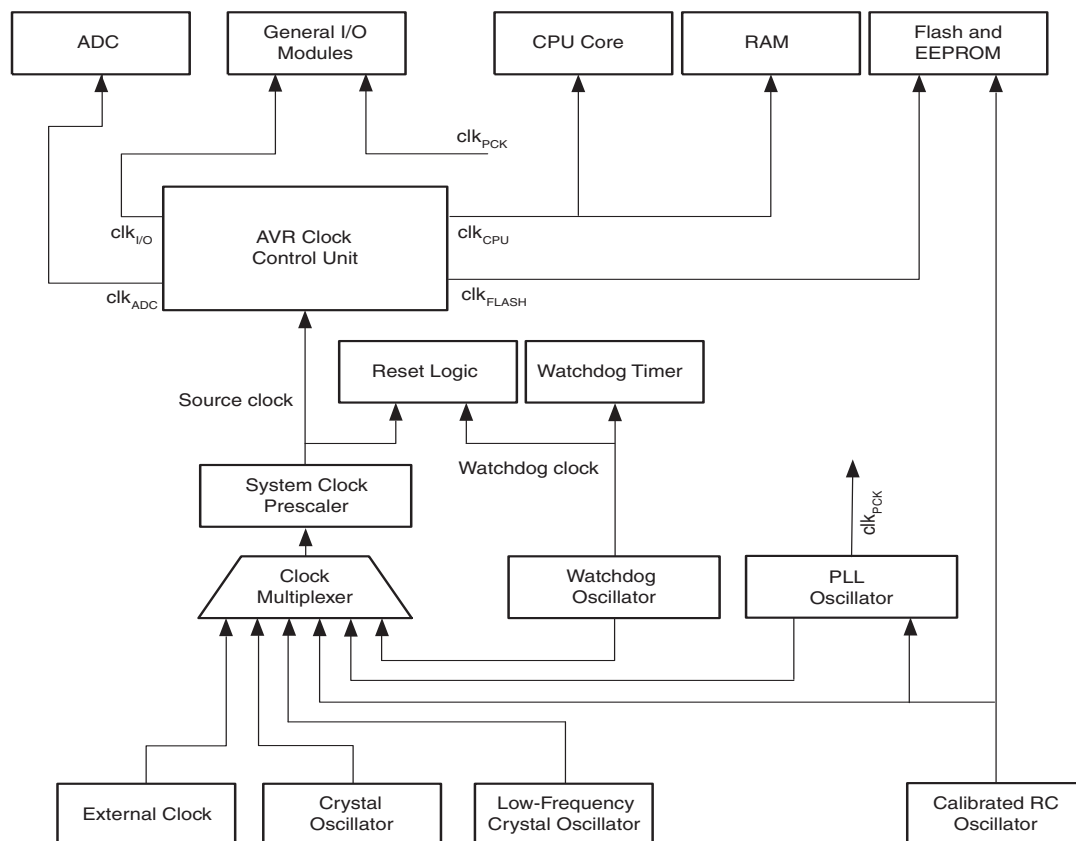 ADC
General I/O
Modules
CPU Core
RAM
Flash and
EEPROM
clkPCK
clkI/O
AVR Clock
Control Unit
clkCPU
clkADC
clkFLASH
Reset Logic
Watchdog Timer
Source clock
Watchdog clock
System Clock
Prescaler
clkPCK
Clock
Multiplexer
Watchdog
Oscillator
PLL
Oscillator
External Clock
Crystal
Oscillator
Low-Frequency
Crystal Oscillator
Calibrated RC
Oscillator